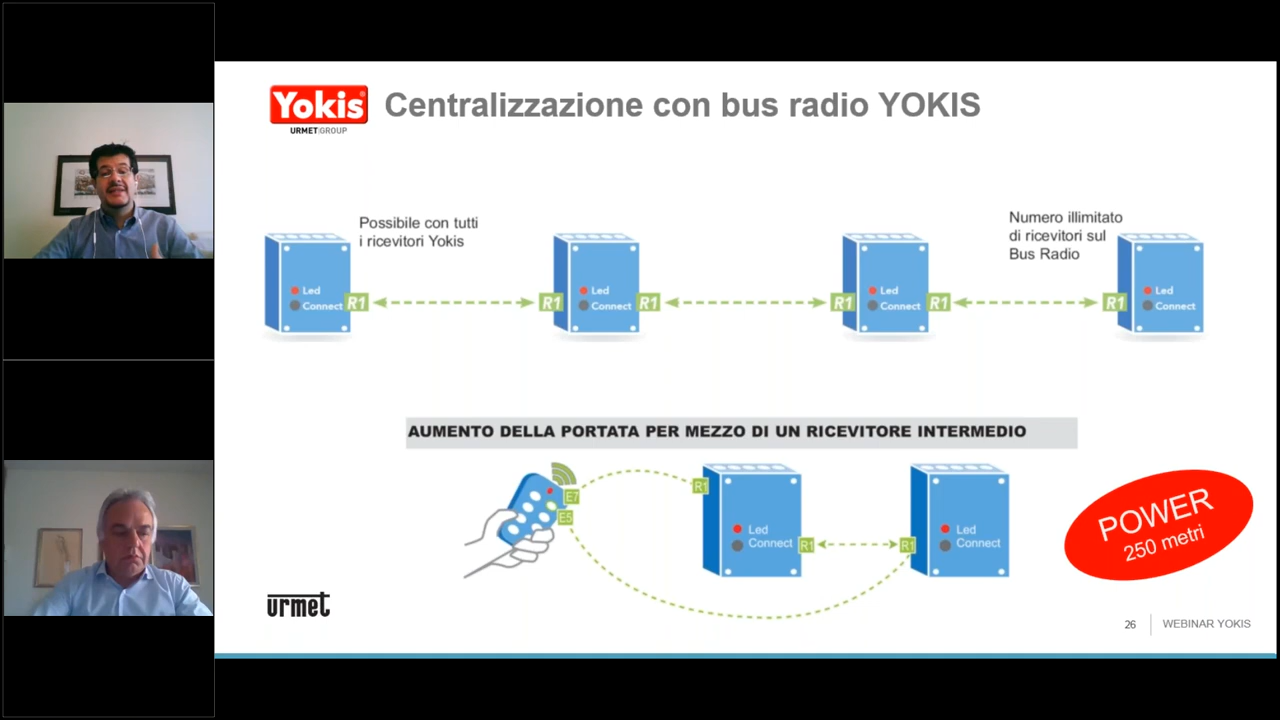 Yokis
URMET GROUP
Centralizzazione con bus radio YOKIS
Possibile con tutti
i ricevitori Yokis
Numero illimitato
di ricevitori sul
Bus Radio
Led
Connect
R1
R1
Led
Connect
R1
R1
Led
Connect
R1
R1
Led
Connect
AUMENTO DELLA PORTATA PER MEZZO DI UN RICEVITORE INTERMEDIO
E7
E5
R1
Led
Connect
R1
R1
Led
Connect
POWER
250 metri
urmet
26
WEBINAR YOKIS